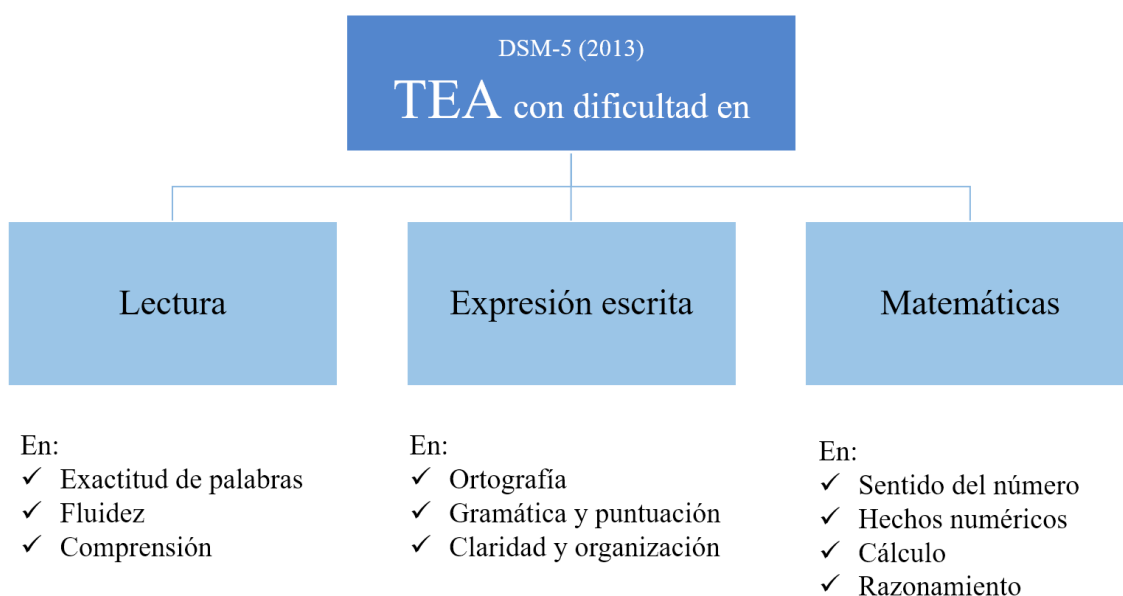 DSM-5 (2013)
TEA con dificultad en
Lectura
Expresión escrita
Matemáticas
En:
✓ Exactitud de palabras
✓ Fluidez
✓ Comprensión
En:
✓ Ortografía
✓ Gramática y puntuación
✓ Claridad y organización
En:
✓ Sentido del número
✓ Hechos numéricos
✓ Cálculo
✓ Razonamiento